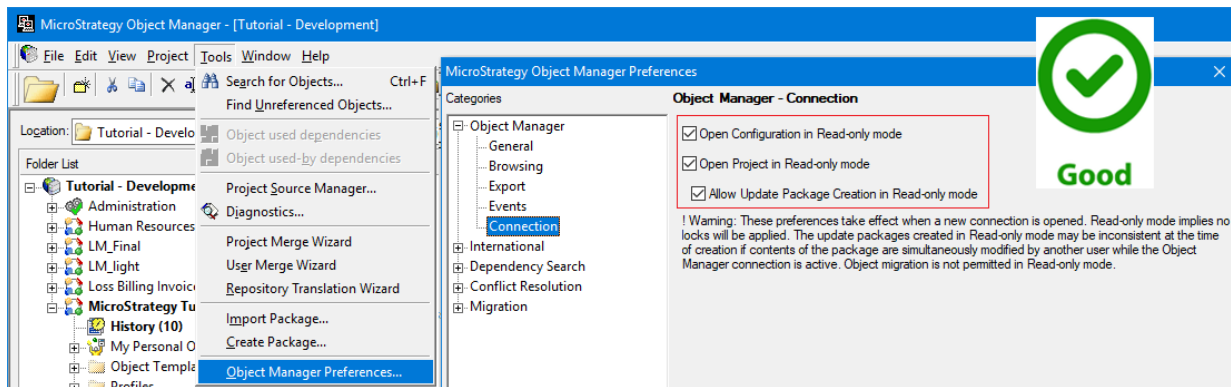 MicroStrategy Object Manager - [Tutorial - Development]
File Edit View Project Tools Window Help
Location: Tutorial - Develo
Folder List
Tutorial - Developme
Administration
Human Resources
LM_Final
LM_light
Loss Billing Invoic
MicroStrategy Tu
History (10)
My Personal O
Object Templa
Profiles
Search for Objects... Ctrl+F
Find Unreferenced Objects...
Object used dependencies
Object used-by dependencies
Project Source Manager...
Diagnostics...
Project Merge Wizard
User Merge Wizard
Repository Translation Wizard
Import Package...
Create Package...
Object Manager Preferences...
MicroStrategy Object Manager Preferences
Categories
Object Manager
General
Browsing
Export
Events
Connection
International
Dependency Search
Conflict Resolution
Migration
Object Manager - Connection
Open Configuration in Read-only mode
Open Project in Read-only mode
Allow Update Package Creation in Read-only mode
! Warning: These preferences take effect when a new connection is opened. Read-only mode implies no
locks will be applied. The update packages created in Read-only mode may be inconsistent at the time
of creation if contents of the package are simultaneously modified by another user while the Object
Manager connection is active. Object migration is not permitted in Read-only mode.
Good